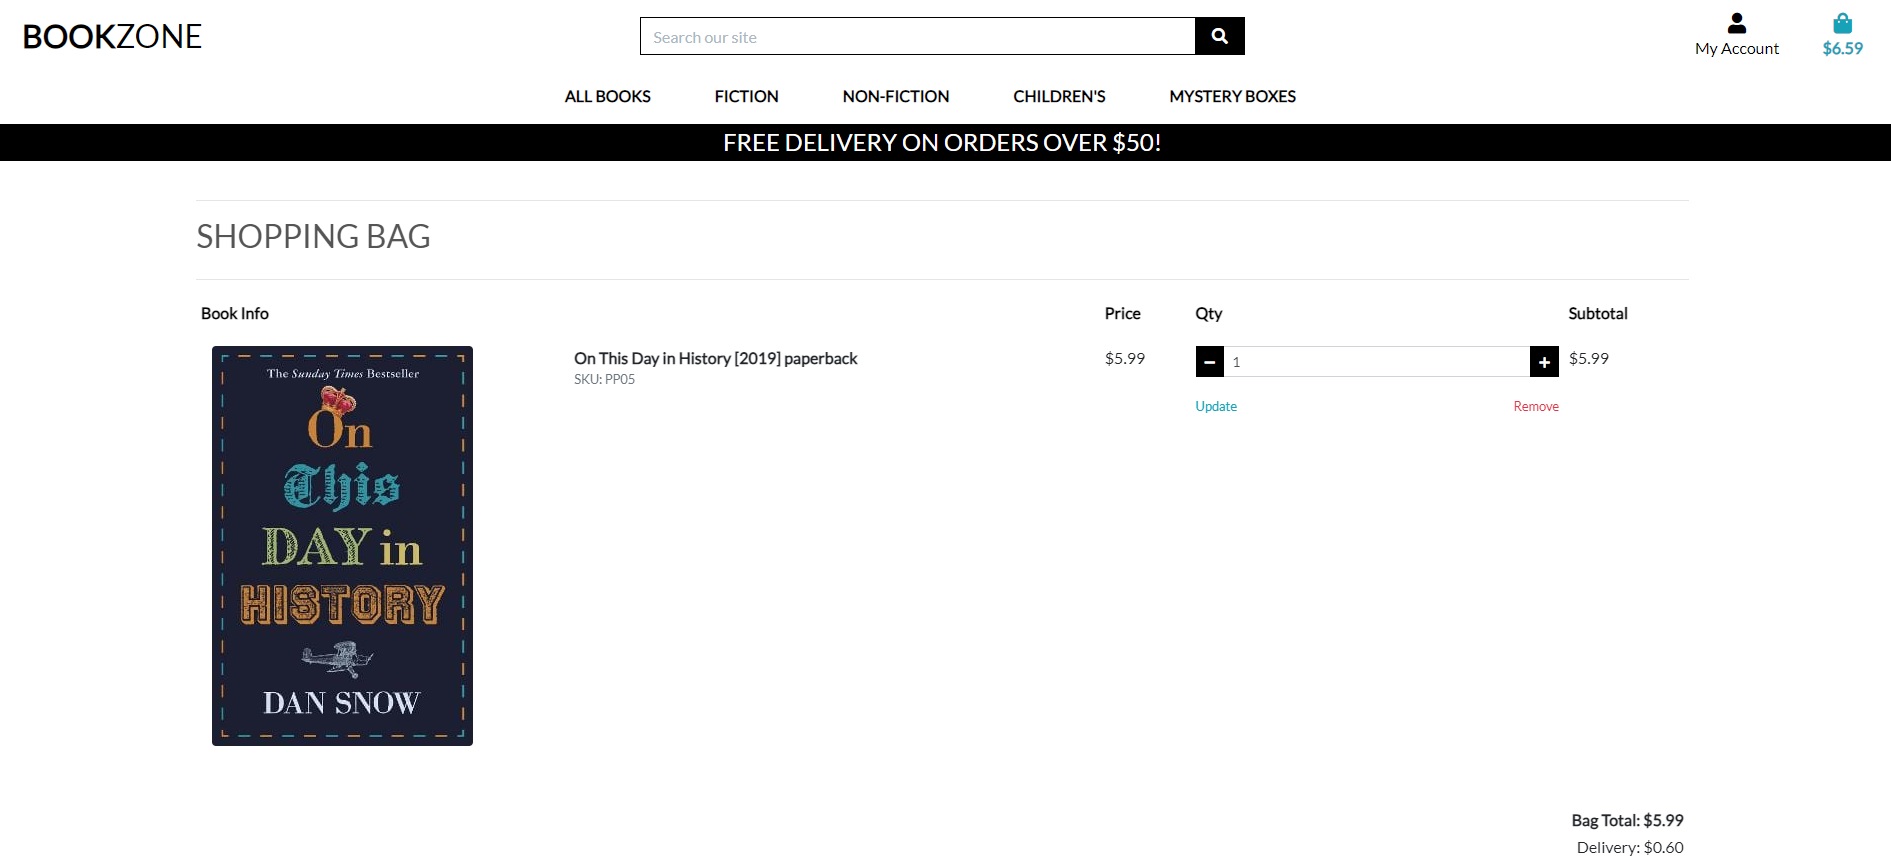 BOOKZONE
Search our site
My Account
$6.59
ALL BOOKS FICTION NON-FICTION CHILDREN'S MYSTERY BOXES
FREE DELIVERY ON ORDERS OVER $50!
SHOPPING BAG
Book Info Price Qty Subtotal
The Sunday Times Bestseller
On
This
DAY in
HISTORY
DAN SNOW
On This Day in History [2019] paperback $5.99 1 $5.99
SKU: PP05
Update Remove
Bag Total: $5.99
Delivery: $0.60